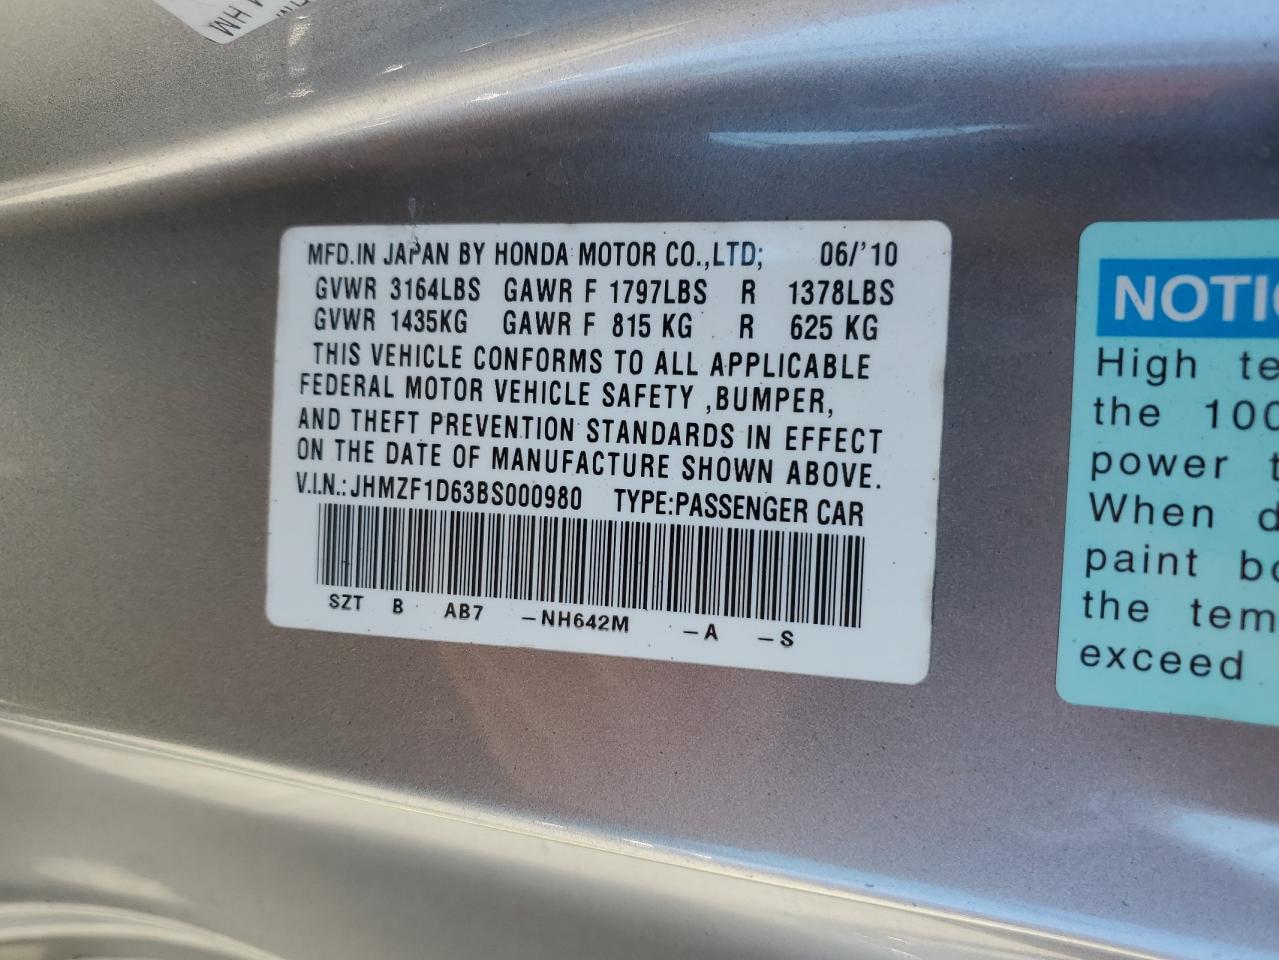 MFD.IN JAPAN BY HONDA MOTOR CO.,LTD; 06/'10
GVWR 3164LBS GAWR F 1797LBS R 1378LBS
GVWR 1435KG GAWR F 815 KG R 625 KG
THIS VEHICLE CONFORMS TO ALL APPLICABLE
FEDERAL MOTOR VEHICLE SAFETY ,BUMPER,
AND THEFT PREVENTION STANDARDS IN EFFECT
ON THE DATE OF MANUFACTURE SHOWN ABOVE.
V.I.N.: JHMZF1D63BS000980 TYPE:PASSENGER CAR
SZT B AB7 -NH642M -A -S
NOTIC
High te
the 100
power t
When d
paint bo
the tem
exceed